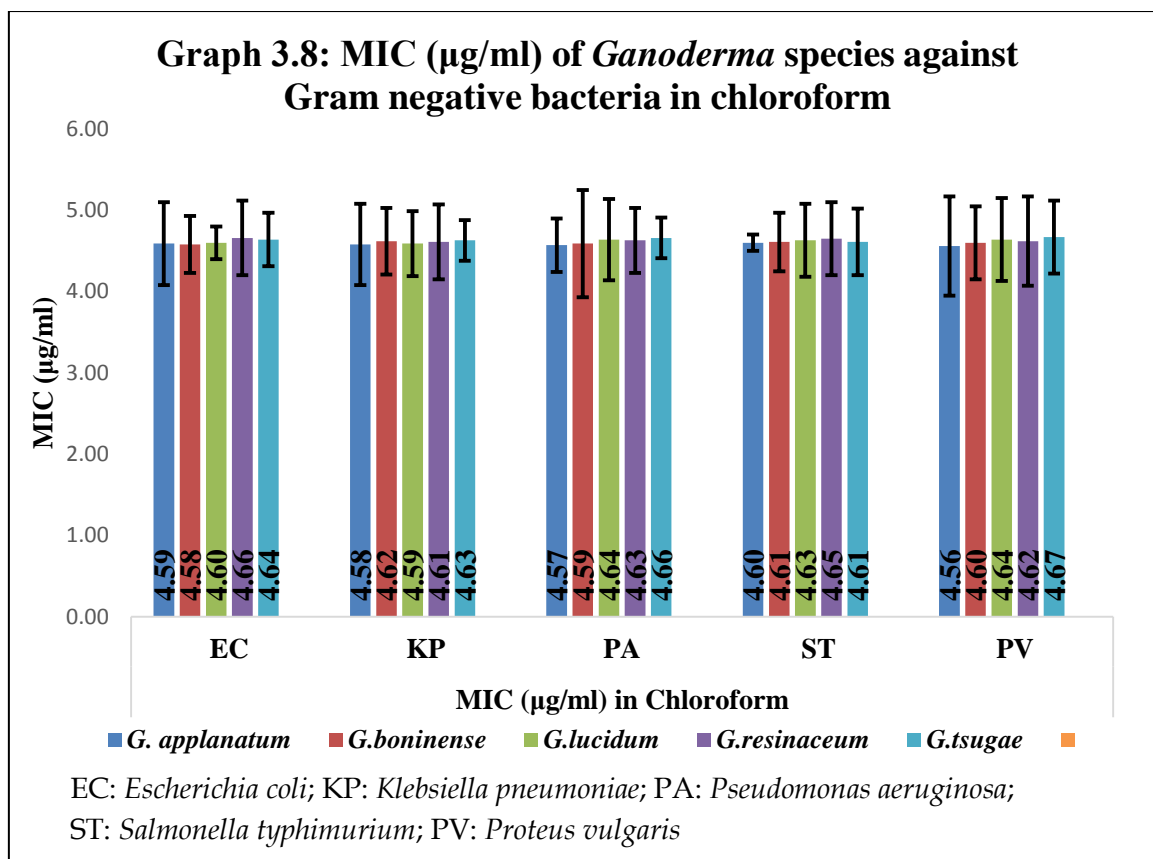 Graph 3.8: MIC (µg/ml) of Ganoderma species against
Gram negative bacteria in chloroform
MIC (µg/ml)
6.00
5.00
4.00
3.00
2.00
1.00
0.00
4.59 4.58 4.60 4.66 4.64
4.58 4.62 4.59 4.61 4.63
4.57 4.59 4.64 4.63 4.66
4.60 4.61 4.63 4.65 4.61
4.56 4.60 4.64 4.62 4.67
EC KP PA ST PV
MIC (µg/ml) in Chloroform
G. applanatum G.boninense G.lucidum G.resinaceum G.tsugae
EC: Escherichia coli; KP: Klebsiella pneumoniae; PA: Pseudomonas aeruginosa;
ST: Salmonella typhimurium; PV: Proteus vulgaris